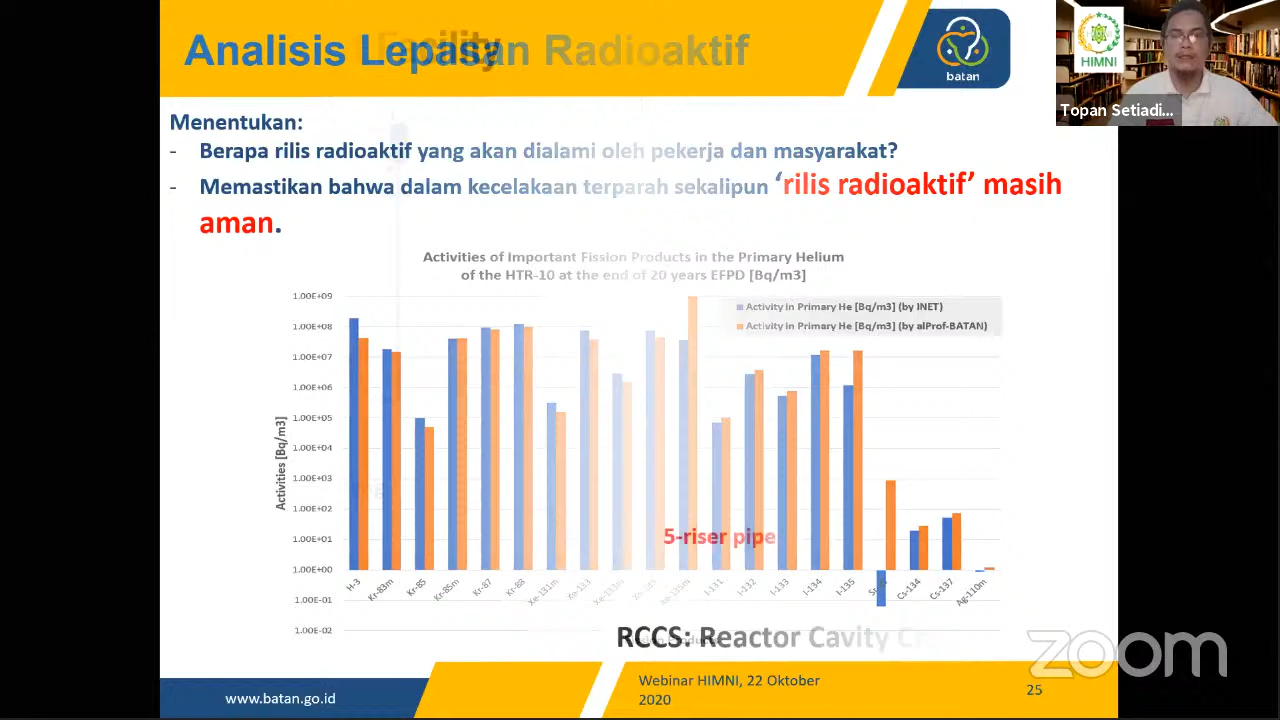 Analisis Lepasan Radioaktif
Facility
batan
HIMNI
Topan Setiadi...
Menentukan:
- Berapa rilis radioaktif yang akan dialami oleh pekerja dan masyarakat?
- Memastikan bahwa dalam kecelakaan terparah sekalipun ‘rilis radioaktif’ masih
aman.
Activities of Important Fission Products in the Primary Helium
of the HTR-10 at the end of 20 years EFPD [Bq/m3]
Activity in Primary He [Bq/m3] (by INET)
Activity in Primary He [Bq/m3] (by alProf-BATAN)
Activities [Bq/m3]
1.00E+09
1.00E+08
1.00E+07
1.00E+06
1.00E+05
1.00E+04
1.00E+03
1.00E+02
1.00E+01
1.00E+00
1.00E-01
1.00E-02
H-3
Kr-83m
Kr-85
Kr-85m
Kr-87
Kr-88
Xe-131m
Xe-133
Xe-133m
Xe-135
Xe-135m
I-131
I-132
I-133
I-134
I-135
Cs-134
Cs-137
Ag-110m
5-riser pipe
RCCS: Reactor Cavity
zoom
www.batan.go.id
Webinar HIMNI, 22 Oktober
2020
25